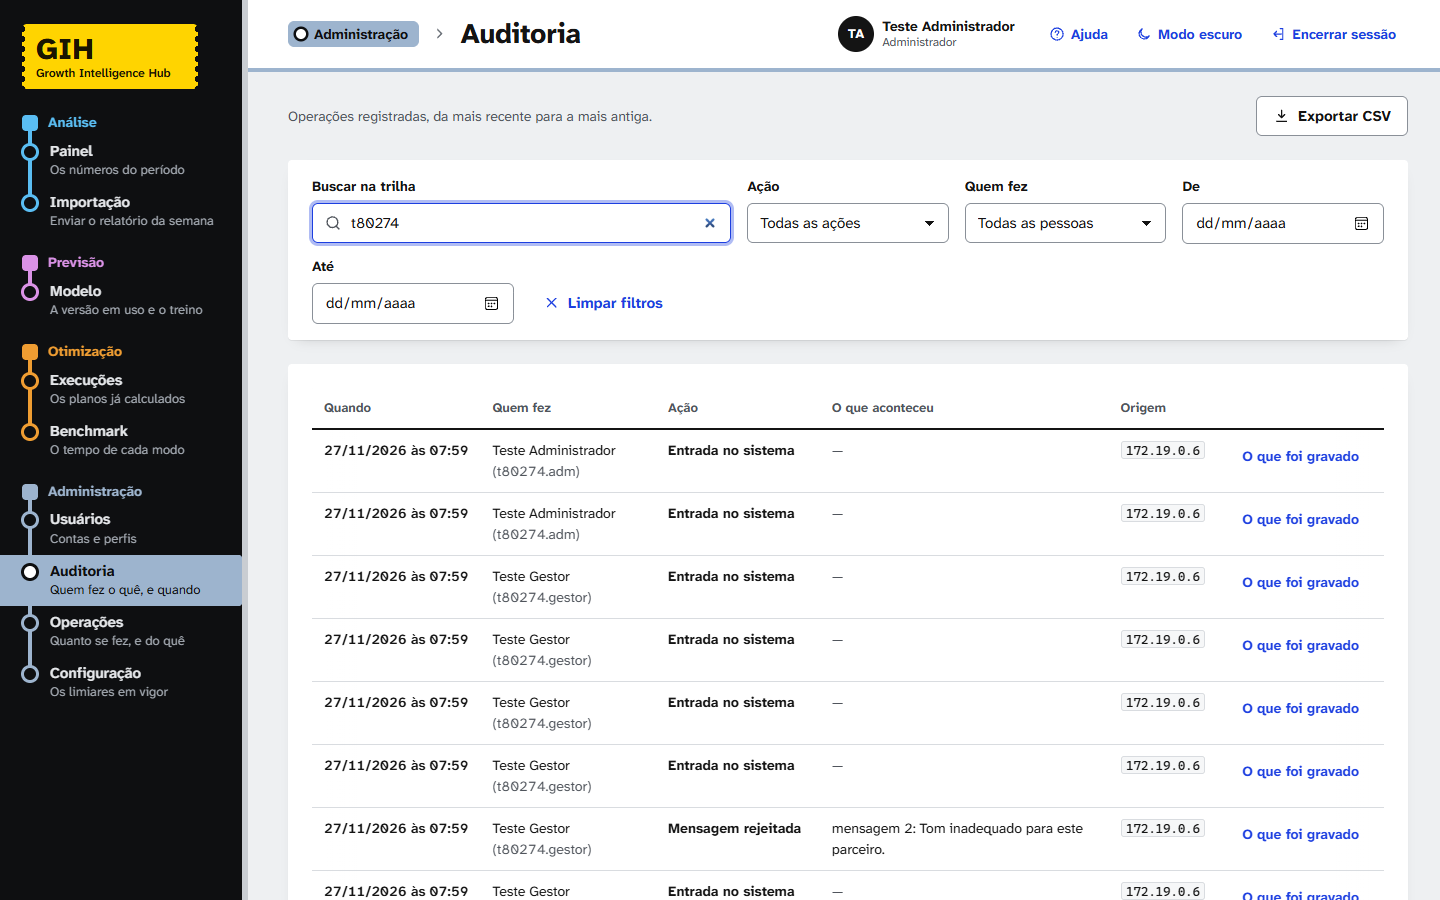 GIH
Growth Intelligence Hub
Análise
Painel
Os números do período
Importação
Enviar o relatório da semana
Previsão
Modelo
A versão em uso e o treino
Otimização
Execuções
Os planos já calculados
Benchmark
O tempo de cada modo
Administração
Usuários
Contas e perfis
Auditoria
Quem fez o quê, e quando
Operações
Quanto se fez, e do quê
Configuração
Os limiares em vigor
Administração > Auditoria
TA
Teste Administrador
Administrador
Ajuda
Modo escuro
Encerrar sessão
Operações registradas, da mais recente para a mais antiga.
Exportar CSV
Buscar na trilha
t80274
Ação
Todas as ações
Quem fez
Todas as pessoas
De
dd/mm/aaaa
Até
dd/mm/aaaa
Limpar filtros
Quando Quem fez Ação O que aconteceu Origem
27/11/2026 às 07:59 Teste Administrador Entrada no sistema — 172.19.0.6 O que foi gravado
(t80274.adm)
27/11/2026 às 07:59 Teste Administrador Entrada no sistema — 172.19.0.6 O que foi gravado
(t80274.adm)
27/11/2026 às 07:59 Teste Gestor Entrada no sistema — 172.19.0.6 O que foi gravado
(t80274.gestor)
27/11/2026 às 07:59 Teste Gestor Entrada no sistema — 172.19.0.6 O que foi gravado
(t80274.gestor)
27/11/2026 às 07:59 Teste Gestor Entrada no sistema — 172.19.0.6 O que foi gravado
(t80274.gestor)
27/11/2026 às 07:59 Teste Gestor Entrada no sistema — 172.19.0.6 O que foi gravado
(t80274.gestor)
27/11/2026 às 07:59 Teste Gestor Mensagem rejeitada mensagem 2: Tom inadequado para este 172.19.0.6 O que foi gravado
(t80274.gestor) parceiro.
27/11/2026 às 07:59 Teste Gestor Entrada no sistema — 172.19.0.6 O que foi gravado